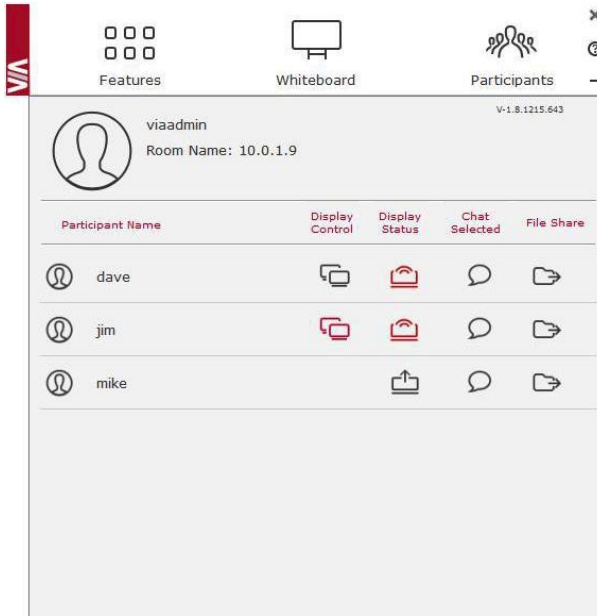 VIA
Features
Whiteboard
Participants
V-1.8.1215.643
viaadmin
Room Name: 10.0.1.9
Participant Name
Display Control
Display Status
Chat Selected
File Share
dave
jim
mike